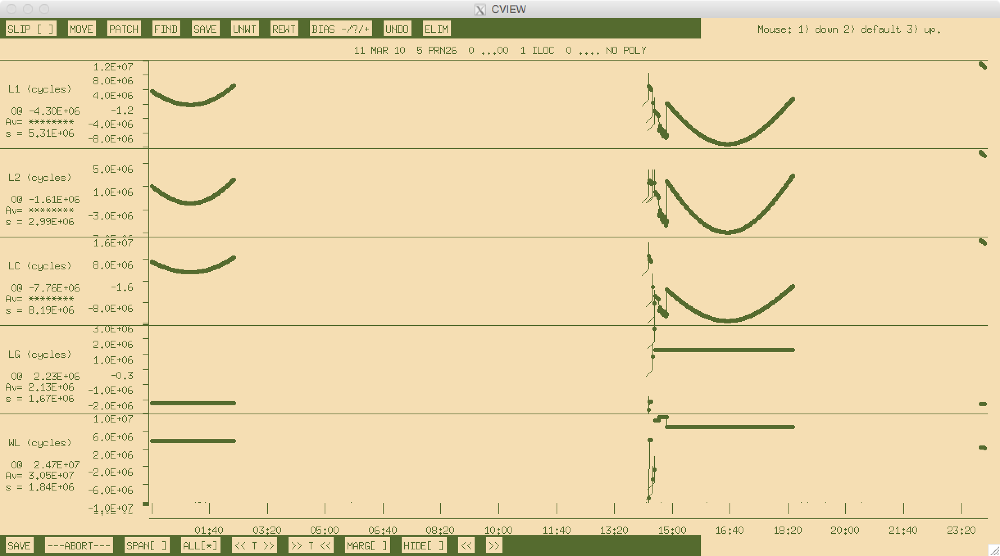 CVIEW
SLIP [ ] MOVE PATCH FIND SAVE UNWT REWT BIAS -/?/+ UNDO ELIM Mouse: 1) down 2) default 3) up.
11 MAR 10 5 PRN26 0 ...00 1 ILOC 0 .... NO POLY
1.2E+07
8.0E+06
L1 (cycles)
4.0E+06
0@ -4.30E+06 -1.2
Av= ********
-4.0E+06
s = 5.31E+06
-8.0E+06
5.0E+06
L2 (cycles)
1.0E+06
0@ -1.61E+06
Av= ********
-3.0E+06
s = 2.99E+06
1.6E+07
LC (cycles) 8.0E+06
0@ -7.76E+06 -1.6
Av= ********
s = 8.19E+06 -8.0E+06
3.0E+06
2.0E+06
LG (cycles)
1.0E+06
0@ 2.23E+06 -0.3
Av= 2.13E+06 -1.0E+06
s = 1.67E+06
-2.0E+06
1.0E+07
6.0E+06
WL (cycles)
2.0E+06
0@ 2.47E+07
Av= 3.05E+07 -2.0E+06
s = 1.84E+06 -6.0E+06
-1.0E+07
01:40 03:20 05:00 06:40 08:20 10:00 11:40 13:20 15:00 16:40 18:20 20:00 21:40 23:20
SAVE ---ABORT--- SPAN[ ] ALL[*] << T >> >> T << MARG[ ] HIDE[ ] << >>